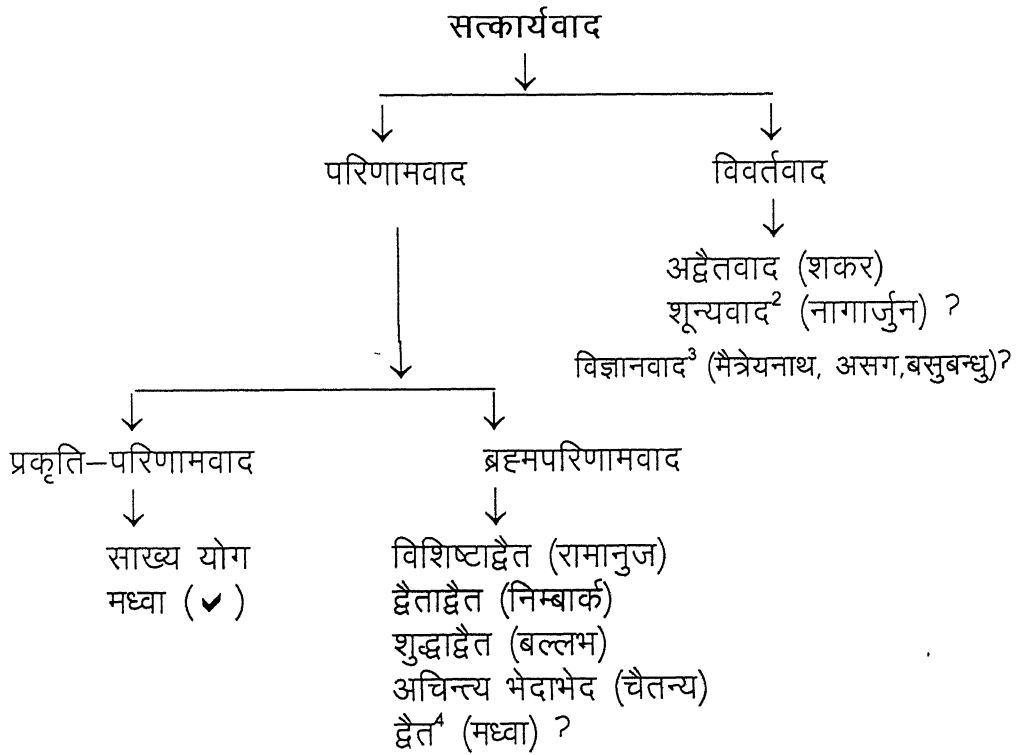 सत्कार्यवाद
परिणामवाद
विवर्तवाद
अद्वैतवाद (शकर)
शून्यवाद² (नागार्जुन) ?
विज्ञानवाद³ (मैत्रेयनाथ, असग,बसुबन्धु)?
प्रकृति–परिणामवाद
ब्रह्मपरिणामवाद
साख्य योग
मध्वा (✔)
विशिष्टाद्वैत (रामानुज)
द्वैताद्वैत (निम्बार्क)
शुद्धाद्वैत (बल्लभ)
अचिन्त्य भेदाभेद (चैतन्य)
द्वैत⁴ (मध्वा) ?